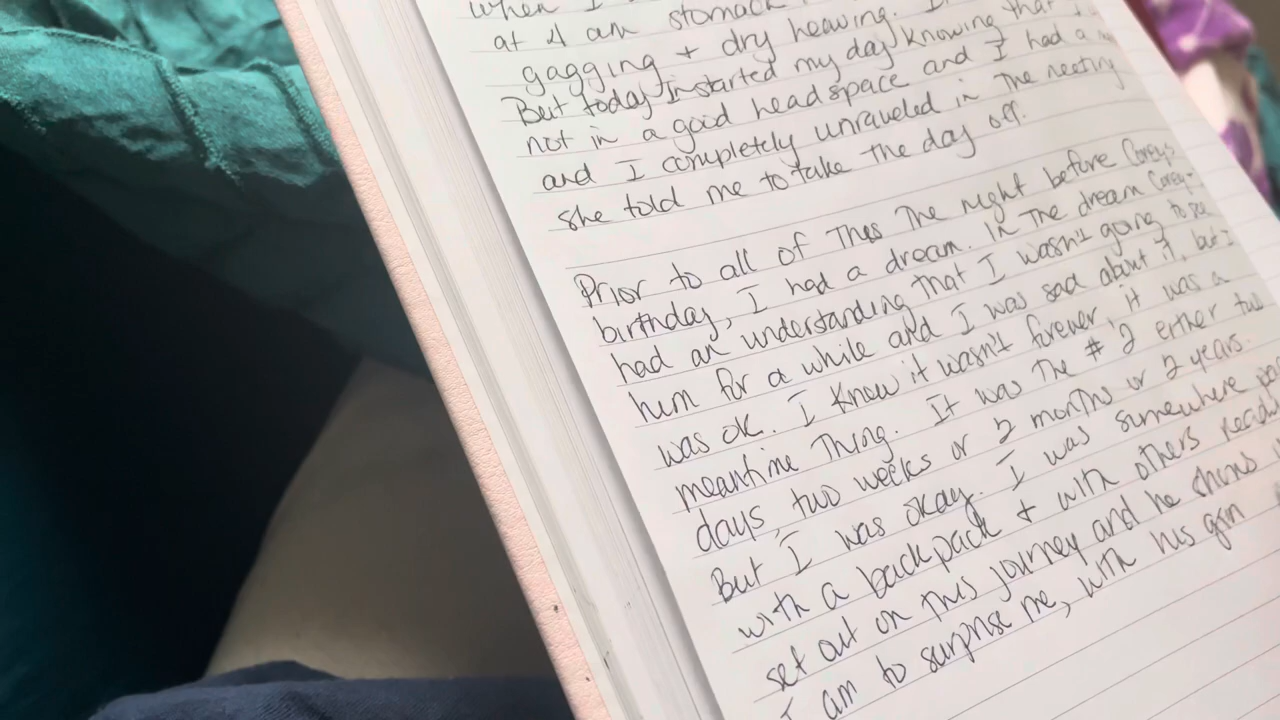 when I
at 4 am stomach
gagging + dry heaving.
But today I started my day knowing that
not in a good headspace and I had a
and I completely unraveled in the meeting
she told me to take the day off.
Prior to all of this the night before Corey's
birthday, I had a dream. In the dream Corey-
had an understanding that I wasn't going to see
him for a while and I was sad about it, but I
was ok. I knew it wasn't forever, it was a
meantime thing. It was the # 2 either two
days, two weeks or 2 months or 2 years.
But I was okay. I was somewhere
with a backpack + with others
set out on this journey and he shows
I am to surprise me, with his grin